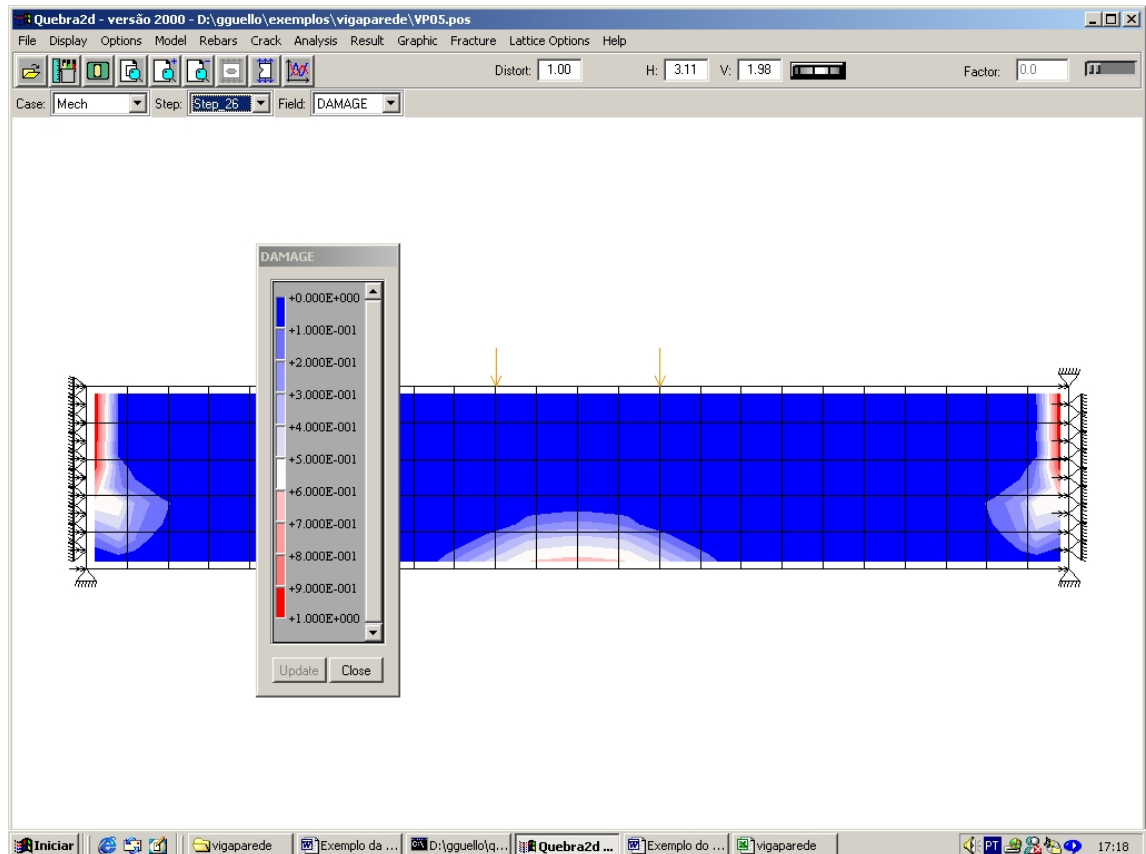 Quebra2d - versão 2000 - D:\gguello\exemplos\vigaparede\VP05.pos
File Display Options Model Rebars Crack Analysis Result Graphic Fracture Lattice Options Help
Distort: 1.00 H: 3.11 V: 1.98 Factor: 0.0
Case: Mech Step: Step_26 Field: DAMAGE
DAMAGE
+0.000E+000
+1.000E-001
+2.000E-001
+3.000E-001
+4.000E-001
+5.000E-001
+6.000E-001
+7.000E-001
+8.000E-001
+9.000E-001
+1.000E+000
Update Close
Iniciar vigaparede Exemplo da ... D:\gguello\q... Quebra2d ... Exemplo do ... vigaparede PT 17:18